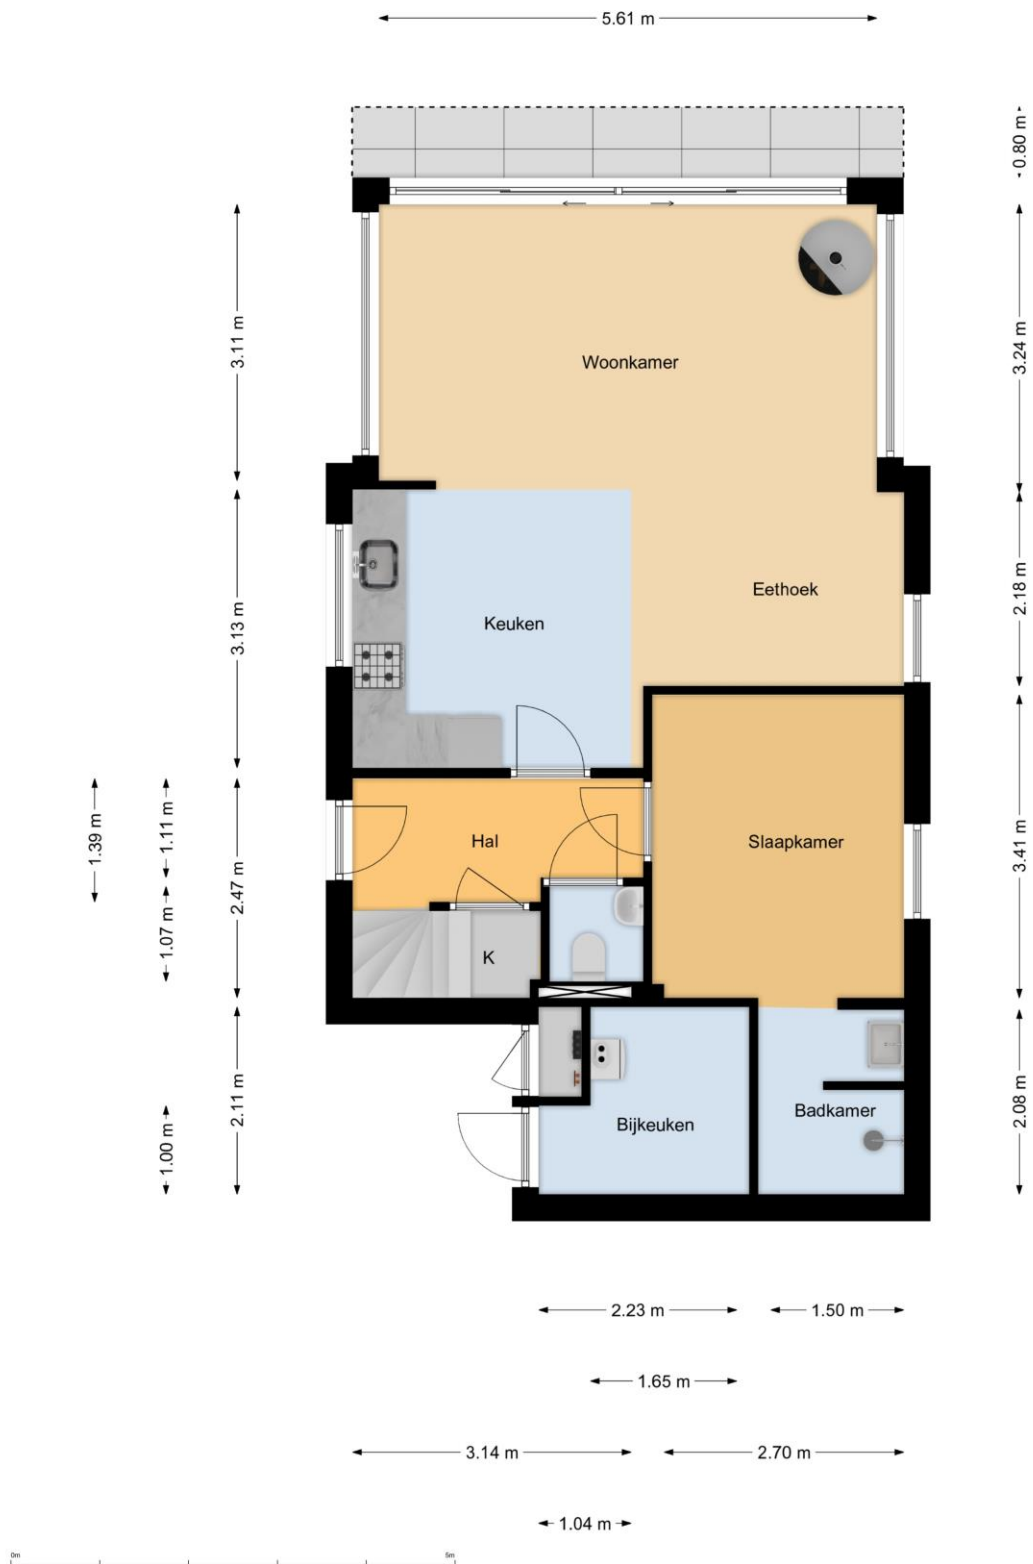 5.61 m
0.80 m
3.11 m
3.24 m
Woonkamer
Eethoek
2.18 m
Keuken
3.13 m
1.39 m
1.11 m
2.47 m
Hal
Slaapkamer
3.41 m
1.07 m
K
2.11 m
1.00 m
Bijkeuken
Badkamer
2.08 m
2.23 m
1.50 m
1.65 m
3.14 m
2.70 m
1.04 m
0m
5m